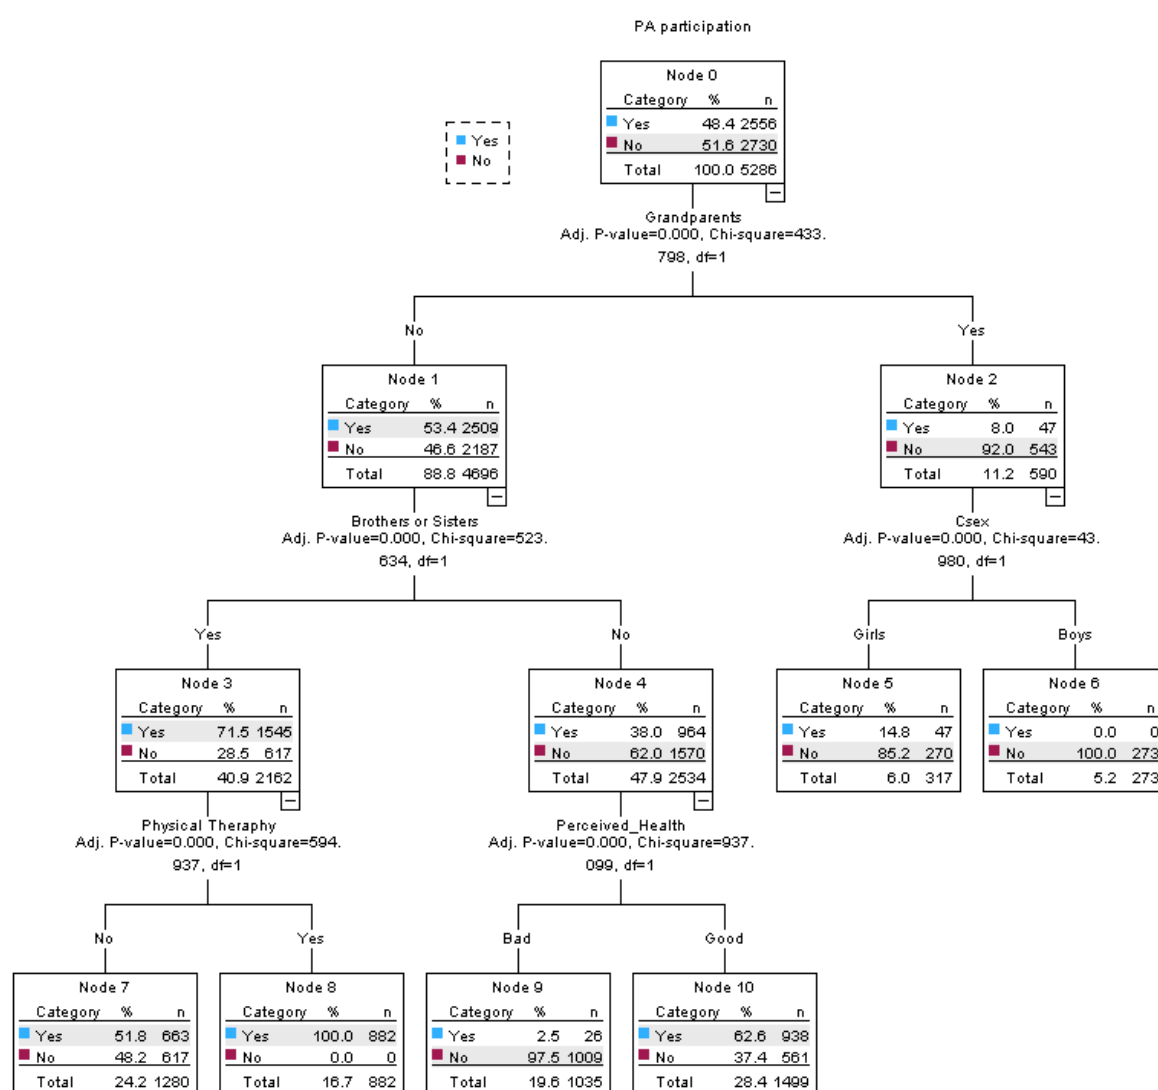 PA participation
Node 0
Category % n
Yes 48.4 2556
No 51.6 2730
Total 100.0 5286
Yes
No
Grandparents
Adj. P-value=0.000, Chi-square=433.
798, df=1
No
Yes
Node 1
Category % n
Yes 53.4 2509
No 46.6 2187
Total 88.8 4696
Node 2
Category % n
Yes 8.0 47
No 92.0 543
Total 11.2 590
Brothers or Sisters
Adj. P-value=0.000, Chi-square=523.
634, df=1
Csex
Adj. P-value=0.000, Chi-square=43.
980, df=1
Yes
No
Girls
Boys
Node 3
Category % n
Yes 71.5 1545
No 28.5 617
Total 40.9 2162
Node 4
Category % n
Yes 38.0 964
No 62.0 1570
Total 47.9 2534
Node 5
Category % n
Yes 14.8 47
No 85.2 270
Total 6.0 317
Node 6
Category % n
Yes 0.0 0
No 100.0 273
Total 5.2 273
Physical Theraphy
Adj. P-value=0.000, Chi-square=594.
937, df=1
Perceived_Health
Adj. P-value=0.000, Chi-square=937.
099, df=1
No
Yes
Bad
Good
Node 7
Category % n
Yes 51.8 663
No 48.2 617
Total 24.2 1280
Node 8
Category % n
Yes 100.0 882
No 0.0 0
Total 16.7 882
Node 9
Category % n
Yes 2.5 26
No 97.5 1009
Total 19.6 1035
Node 10
Category % n
Yes 62.6 938
No 37.4 561
Total 28.4 1499